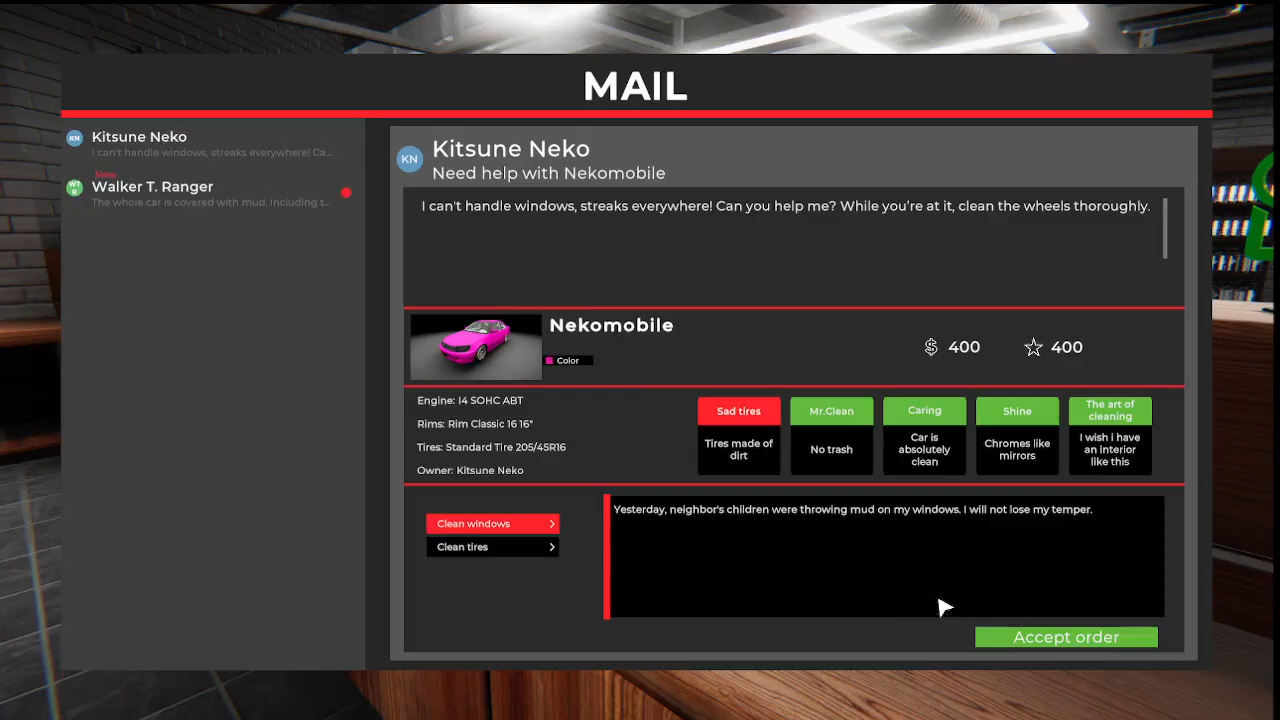 MAIL
KN
Kitsune Neko
I can't handle windows, streaks everywhere! Ca...
New
WT
R
Walker T. Ranger
The whole car is covered with mud, including t...
KN
Kitsune Neko
Need help with Nekomobile
I can't handle windows, streaks everywhere! Can you help me? While you're at it, clean the wheels thoroughly.
Nekomobile
Color
$ 400
400
Engine: I4 SOHC ABT
Rims: Rim Classic 16 16"
Tires: Standard Tire 205/45R16
Owner: Kitsune Neko
Sad tires
Tires made of
dirt
Mr.Clean
No trash
Caring
Car is
absolutely
clean
Shine
Chromes like
mirrors
The art of
cleaning
I wish i have
an interior
like this
Clean windows
Clean tires
Yesterday, neighbor's children were throwing mud on my windows. I will not lose my temper.
Accept order